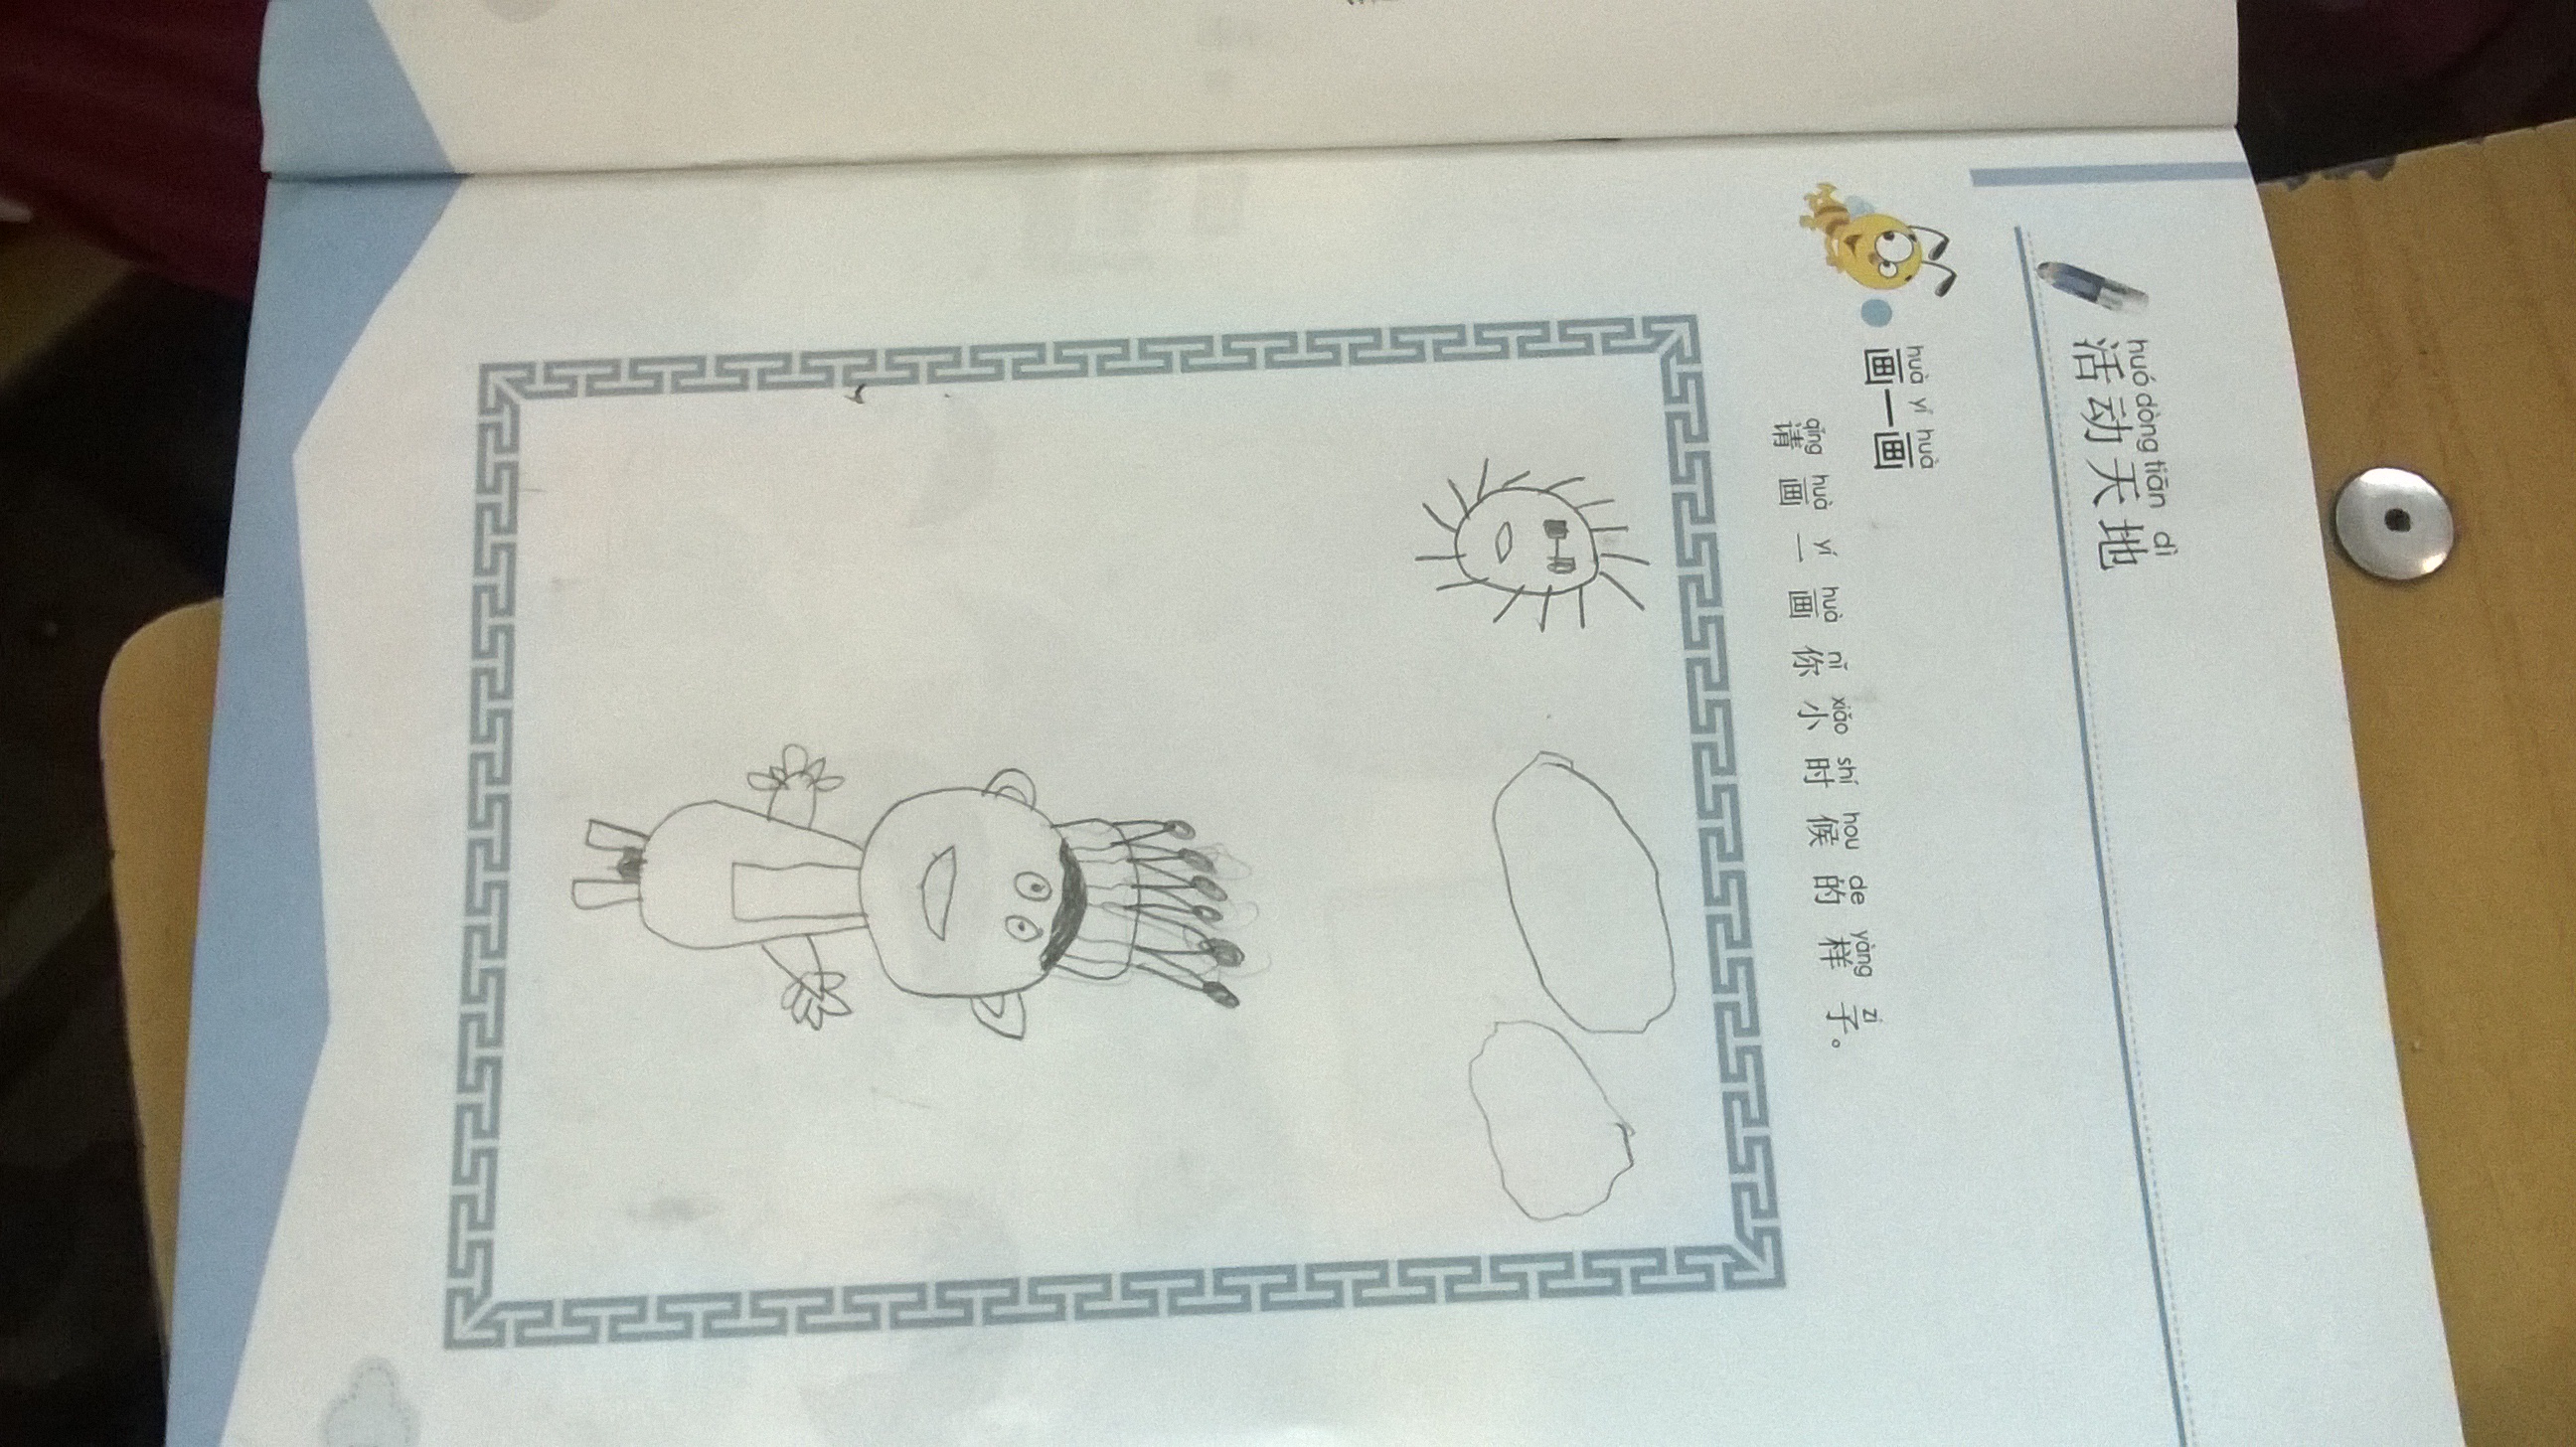 huó dòng tiān dì
活动天地
huà yí huà
画一画
qǐng huà yí huà nǐ xiǎo shí hou de yàng zi
请画一画你小时候的样子。